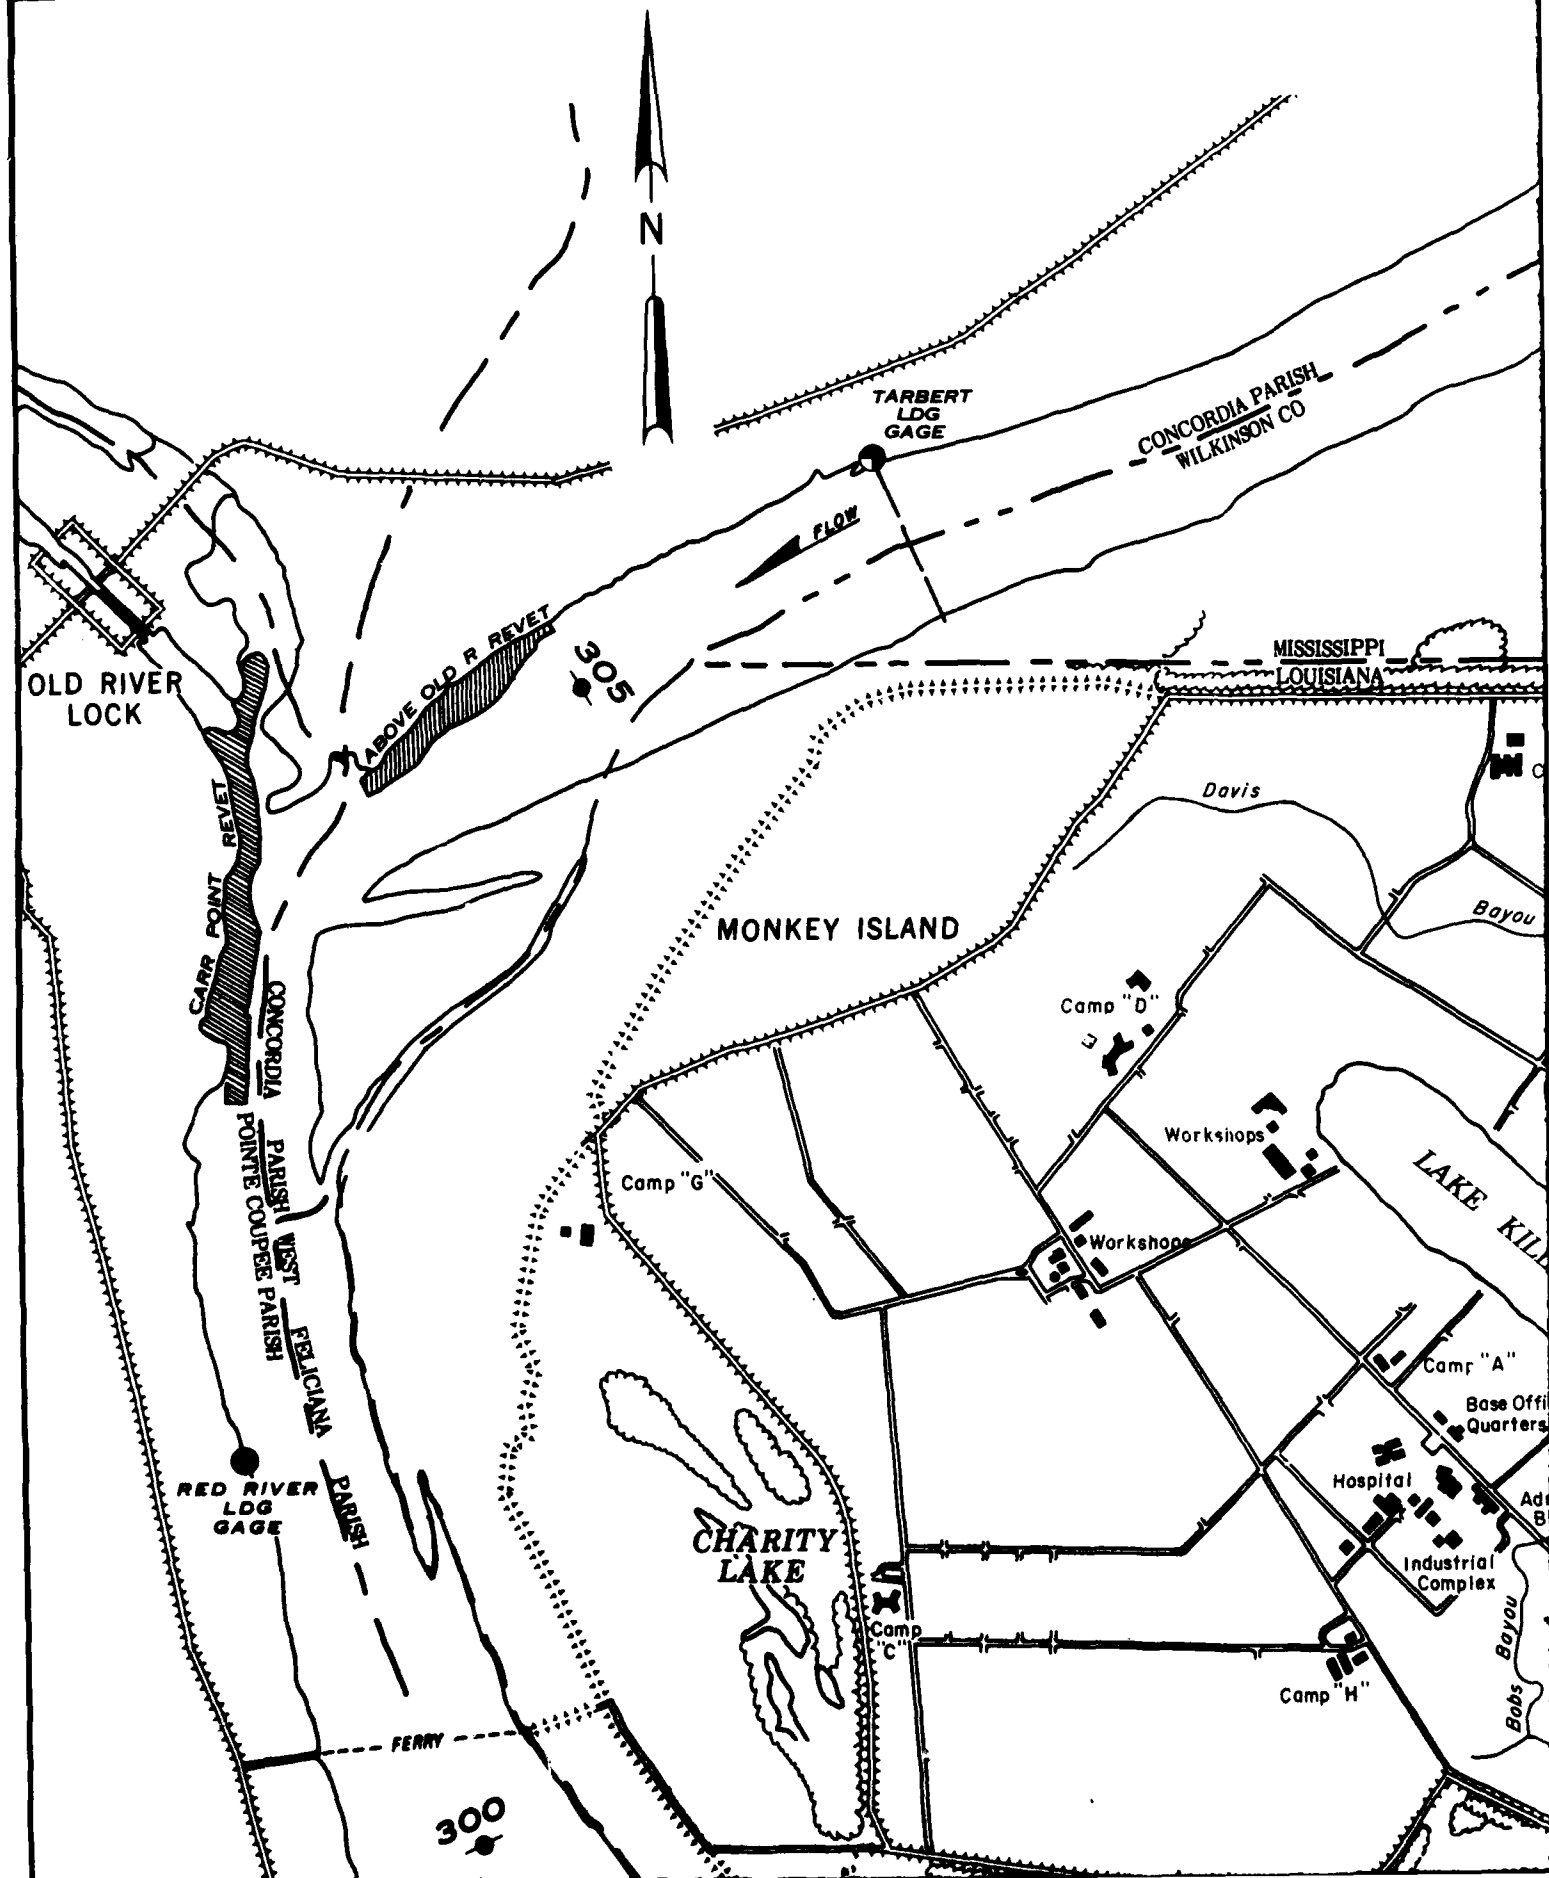 N
TARBERT
LDG
GAGE
CONCORDIA PARISH
WILKINSON CO
FLOW
ABOVE OLD R REVET
305
MISSISSIPPI
LOUISIANA
OLD RIVER
LOCK
CARR POINT REVET
Davis
Bayou
MONKEY ISLAND
CONCORDIA PARISH
POINTE COUPEE PARISH
WEST FELICIANA PARISH
Camp "D"
Workshops
LAKE KILL
Camp "G"
Workshops
Camp "A"
Base Offi
Quarters
Hospital
Adm
B
Industrial
Complex
RED RIVER
LDG
GAGE
CHARITY
LAKE
Camp
"C"
Camp "H"
Bobs Bayou
FERRY
300